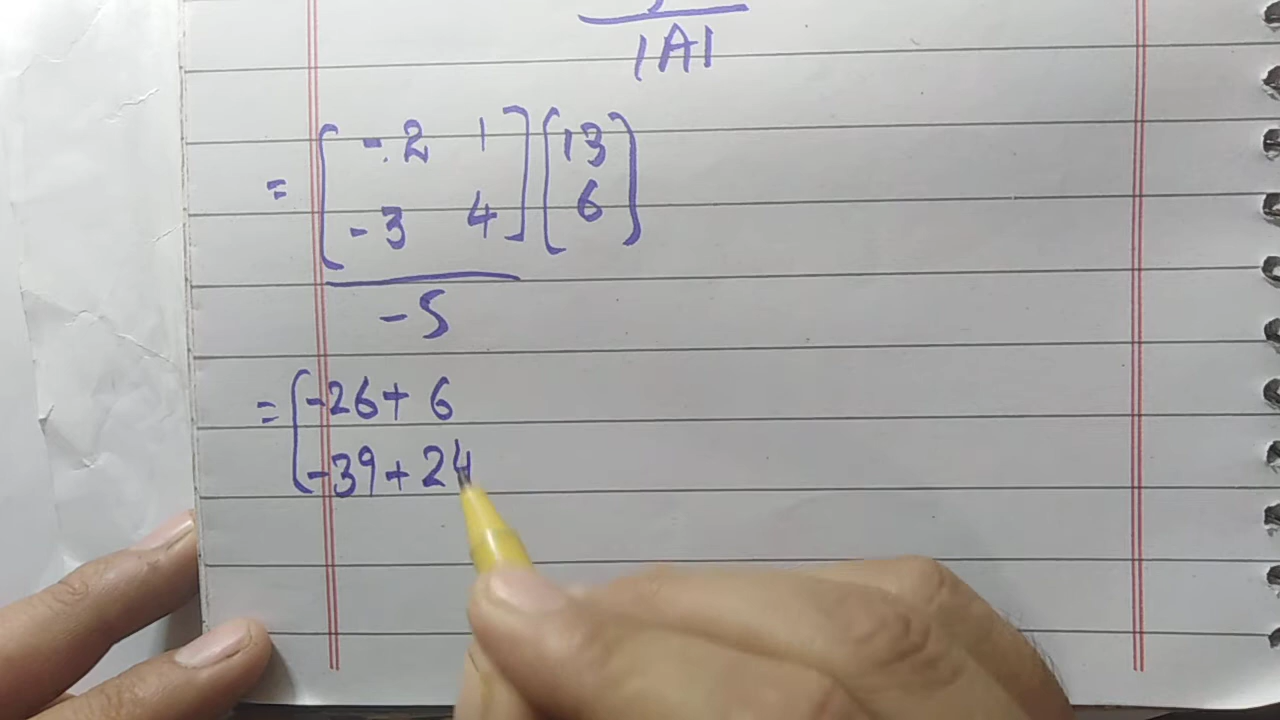 |A|
= [ -2 1 ] [ 13 ]
[ -3 4 ] [ 6 ]
-5
= [ -26 + 6
-39 + 24